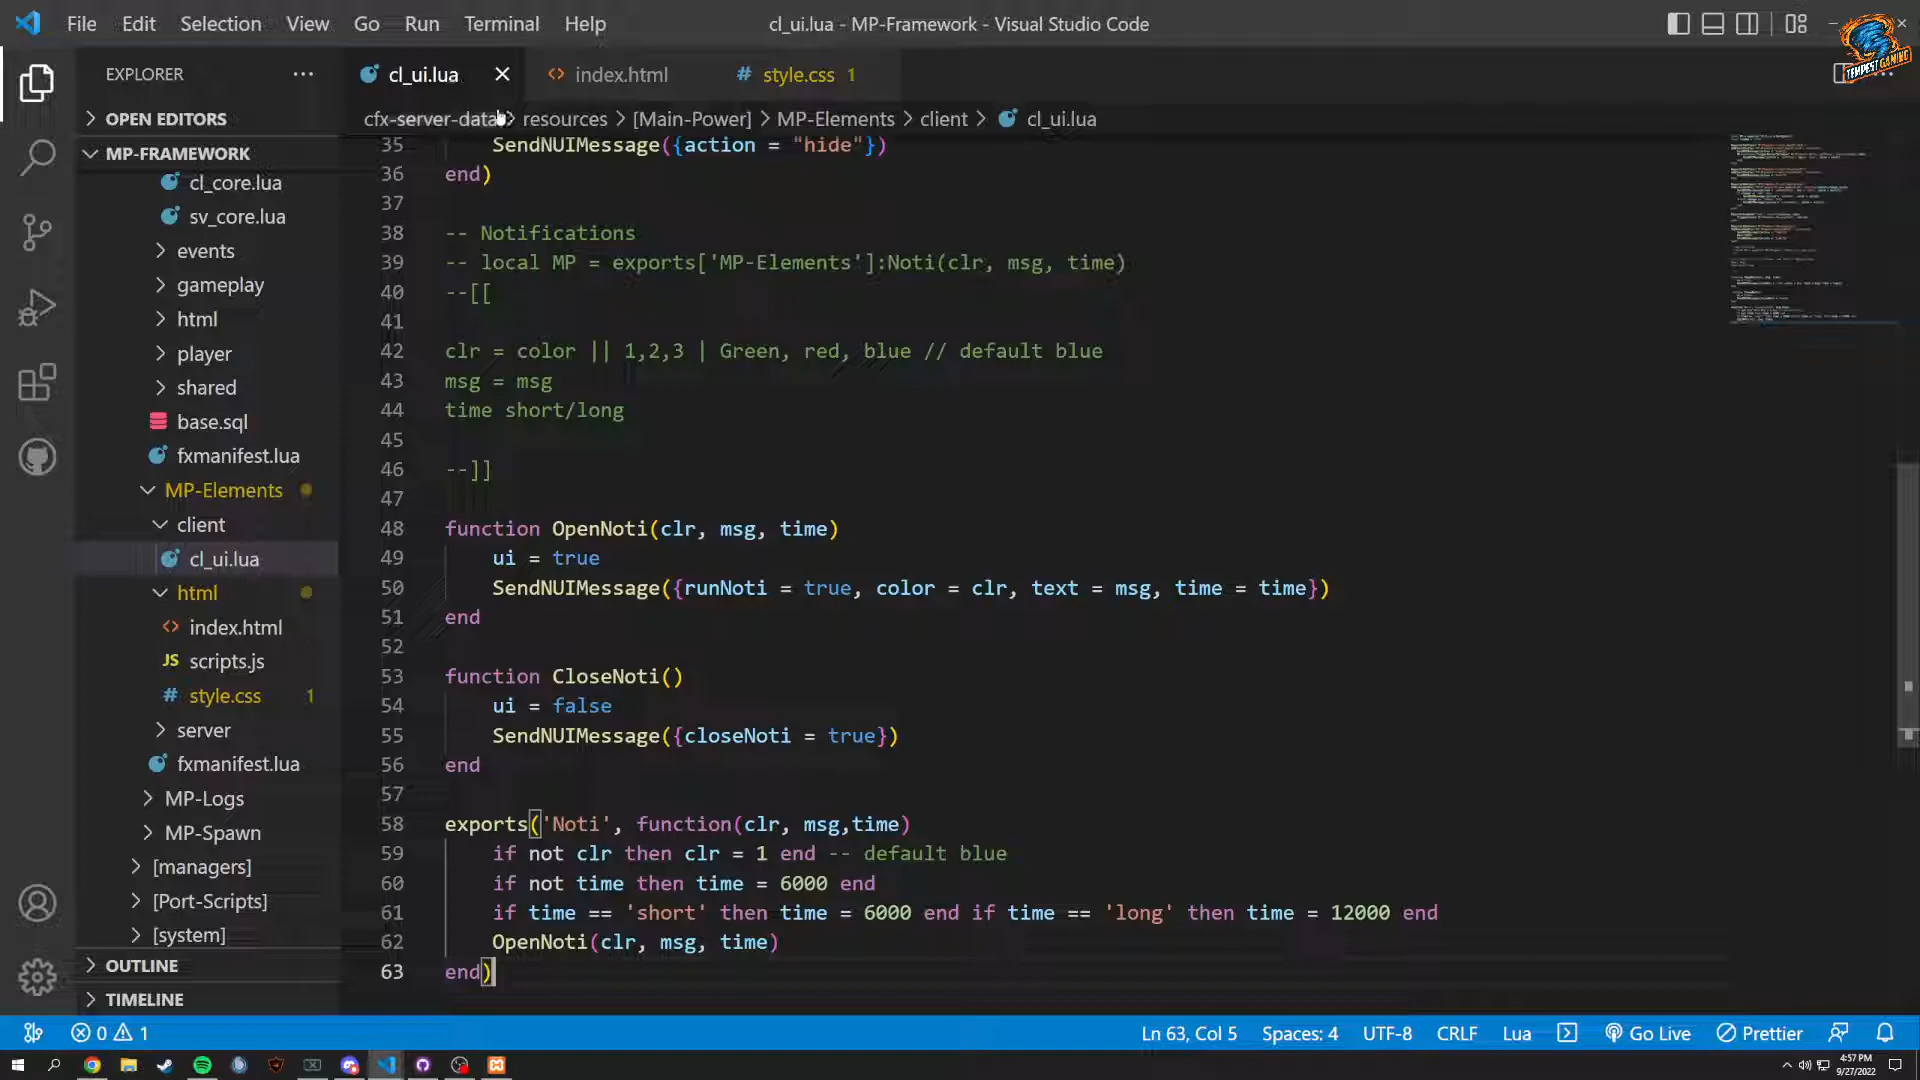 File Edit Selection View Go Run Terminal Help
cl_ui.lua - MP-Framework - Visual Studio Code
TEMPEST GAMING
EXPLORER
cl_ui.lua
index.html
style.css 1
OPEN EDITORS
cfx-server-data > resources > [Main-Power] > MP-Elements > client > cl_ui.lua
MP-FRAMEWORK
cl_core.lua
sv_core.lua
events
gameplay
html
player
shared
base.sql
fxmanifest.lua
MP-Elements
client
cl_ui.lua
html
index.html
JS scripts.js
# style.css 1
server
fxmanifest.lua
MP-Logs
MP-Spawn
[managers]
[Port-Scripts]
[system]
OUTLINE
TIMELINE
35 SendNUIMessage({action = "hide"})
36 end)
37
38 -- Notifications
39 -- local MP = exports['MP-Elements']:Noti(clr, msg, time)
40 --[[
41
42 clr = color || 1,2,3 | Green, red, blue // default blue
43 msg = msg
44 time short/long
45
46 --]]
47
48 function OpenNoti(clr, msg, time)
49 ui = true
50 SendNUIMessage({runNoti = true, color = clr, text = msg, time = time})
51 end
52
53 function CloseNoti()
54 ui = false
55 SendNUIMessage({closeNoti = true})
56 end
57
58 exports('Noti', function(clr, msg,time)
59 if not clr then clr = 1 end -- default blue
60 if not time then time = 6000 end
61 if time == 'short' then time = 6000 end if time == 'long' then time = 12000 end
62 OpenNoti(clr, msg, time)
63 end)
0 1
Ln 63, Col 5 Spaces: 4 UTF-8 CRLF Lua Go Live Prettier
4:57 PM
9/27/2022